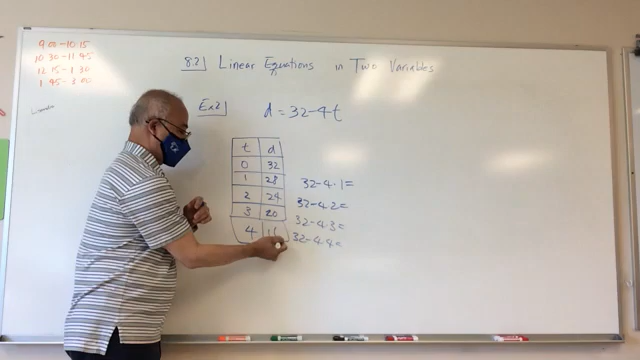 9 00-10 15
10 30-11 45
12 15-1 30
1 45-3 00
8.2 Linear Equations in Two Variables
Ex2 d = 32-4t
t d
0 32
1 28
2 24
3 20
4
32-4·1=
32-4.2=
32-4.3=
32-4.4=